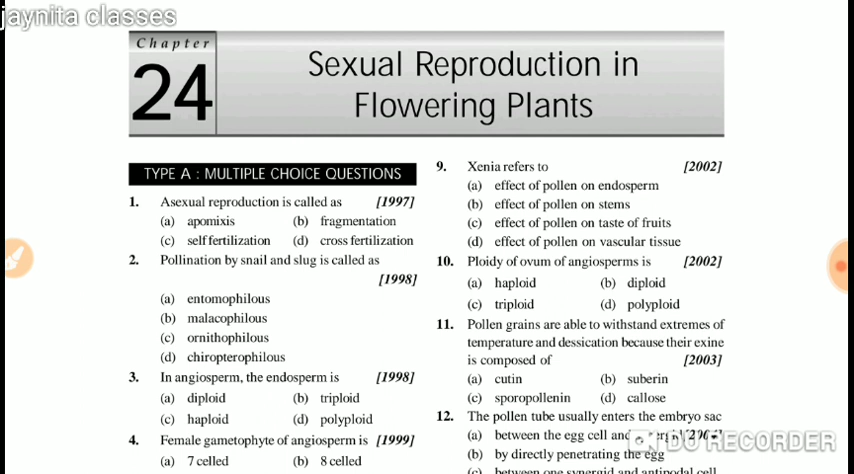 jaynita classes
Chapter
24
Sexual Reproduction in
Flowering Plants
TYPE A : MULTIPLE CHOICE QUESTIONS
1. Asexual reproduction is called as [1997]
(a) apomixis (b) fragmentation
(c) self fertilization (d) cross fertilization
2. Pollination by snail and slug is called as
[1998]
(a) entomophilous
(b) malacophilous
(c) ornithophilous
(d) chiropterophilous
3. In angiosperm, the endosperm is [1998]
(a) diploid (b) triploid
(c) haploid (d) polyploid
4. Female gametophyte of angiosperm is [1999]
(a) 7 celled (b) 8 celled
9. Xenia refers to [2002]
(a) effect of pollen on endosperm
(b) effect of pollen on stems
(c) effect of pollen on taste of fruits
(d) effect of pollen on vascular tissue
10. Ploidy of ovum of angiosperms is [2002]
(a) haploid (b) diploid
(c) triploid (d) polyploid
11. Pollen grains are able to withstand extremes of
temperature and dessication because their exine
is composed of [2003]
(a) cutin (b) suberin
(c) sporopollenin (d) callose
12. The pollen tube usually enters the embryo sac
(a) between the egg cell and
DU RECORDER
(b) by directly penetrating the egg
(c) between one synergid and antipodal cell